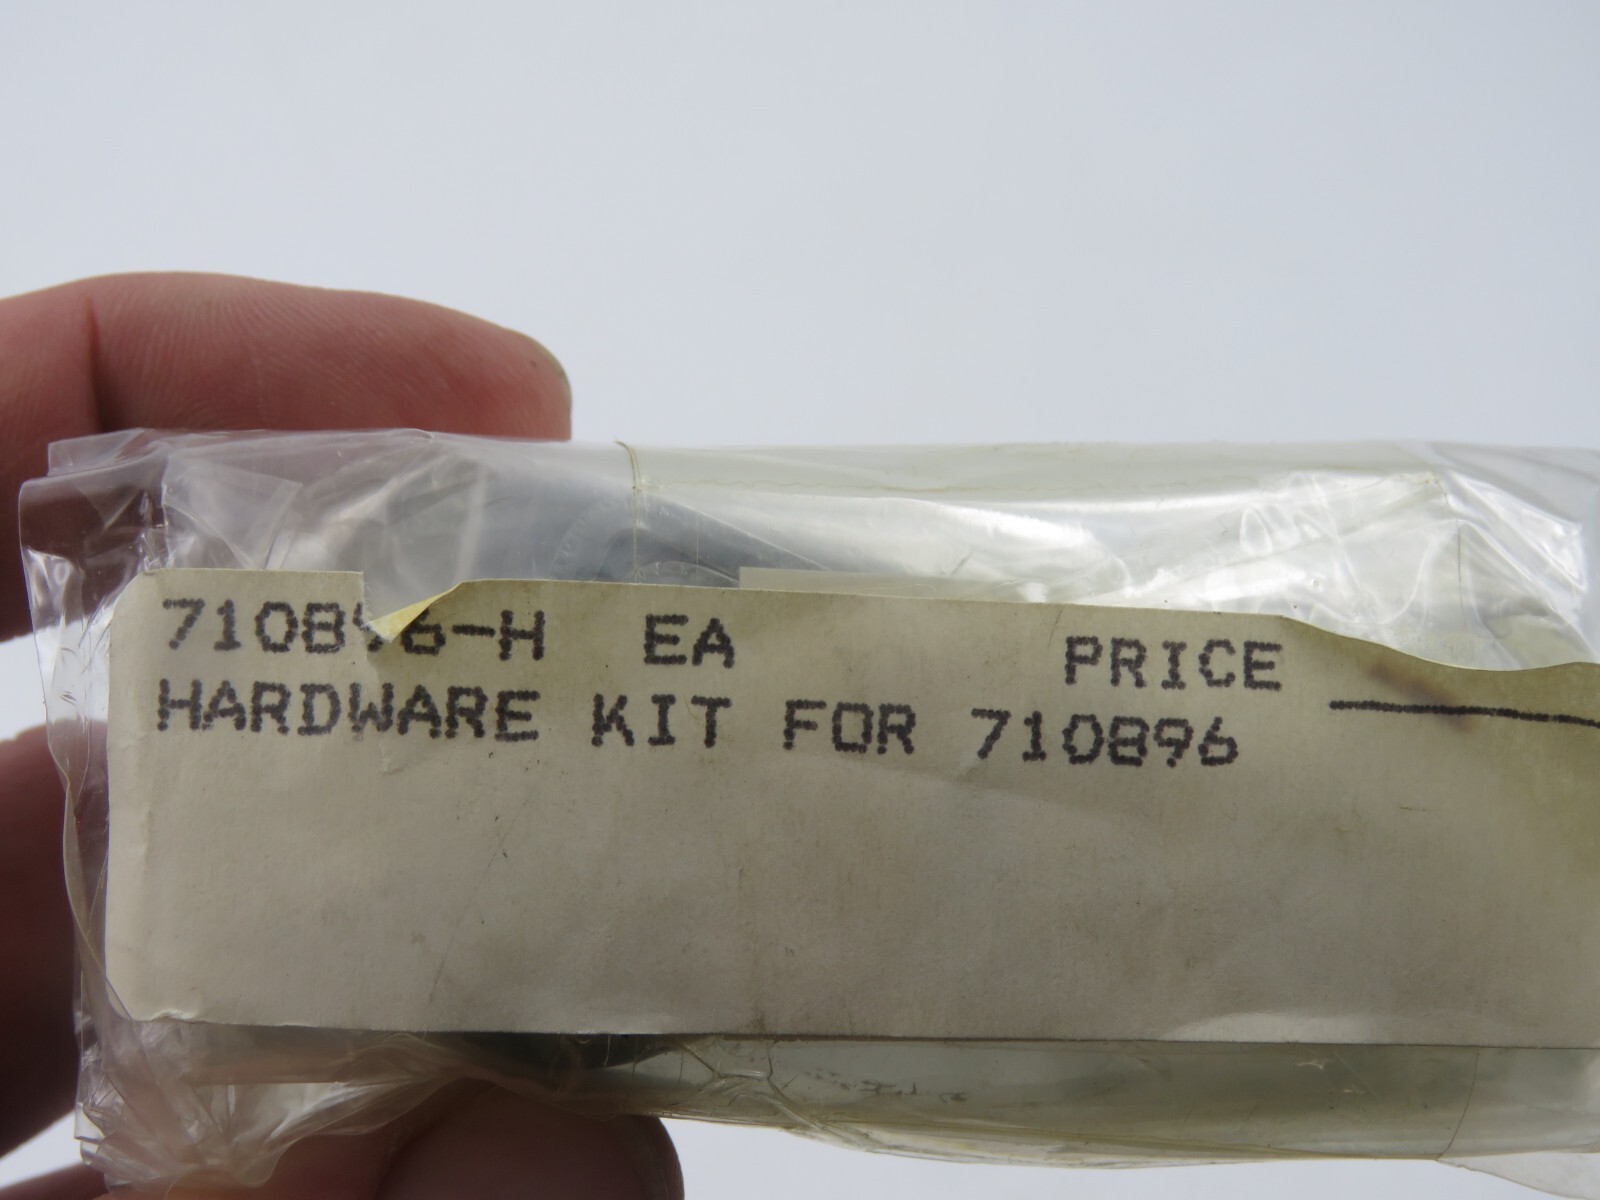 710896-H EA PRICE
HARDWARE KIT FOR 710896